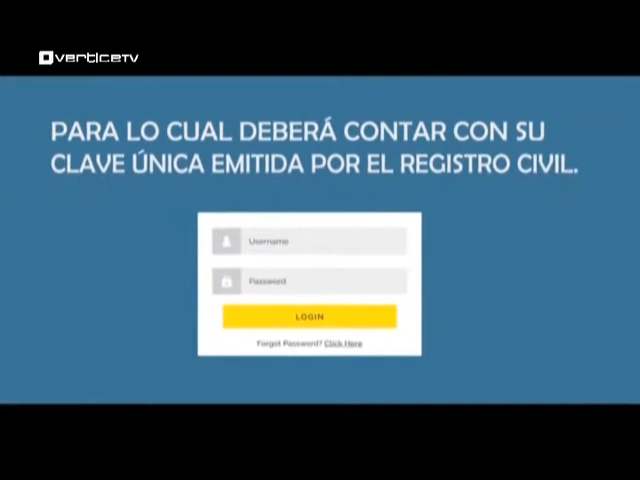 verticeTV
PARA LO CUAL DEBERÁ CONTAR CON SU
CLAVE ÚNICA EMITIDA POR EL REGISTRO CIVIL.
Username
Password
LOGIN
Forgot Password? Click Here